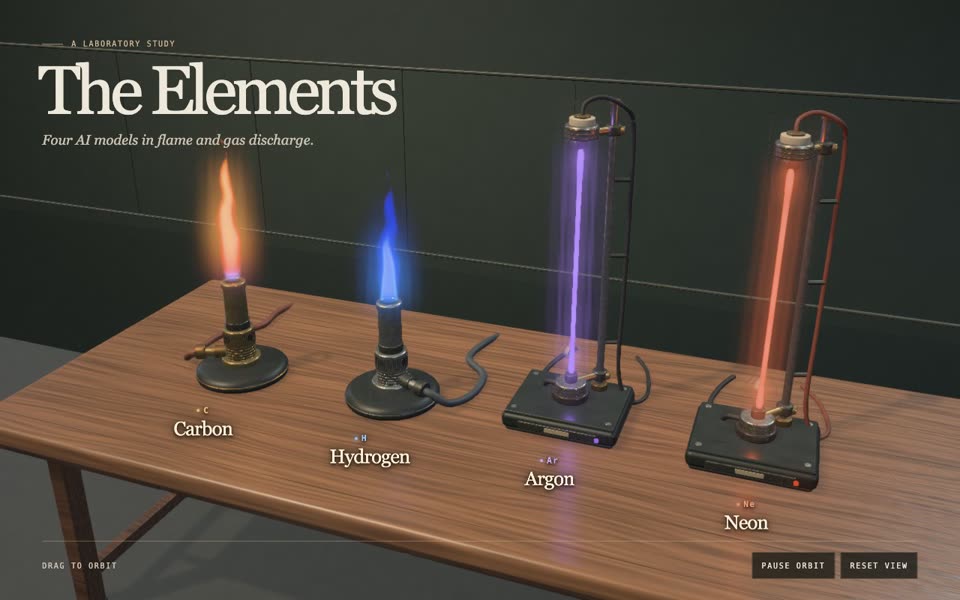 A LABORATORY STUDY
The Elements
Four AI models in flame and gas discharge.
C
Carbon
H
Hydrogen
Ar
Argon
Ne
Neon
DRAG TO ORBIT
PAUSE ORBIT
RESET VIEW